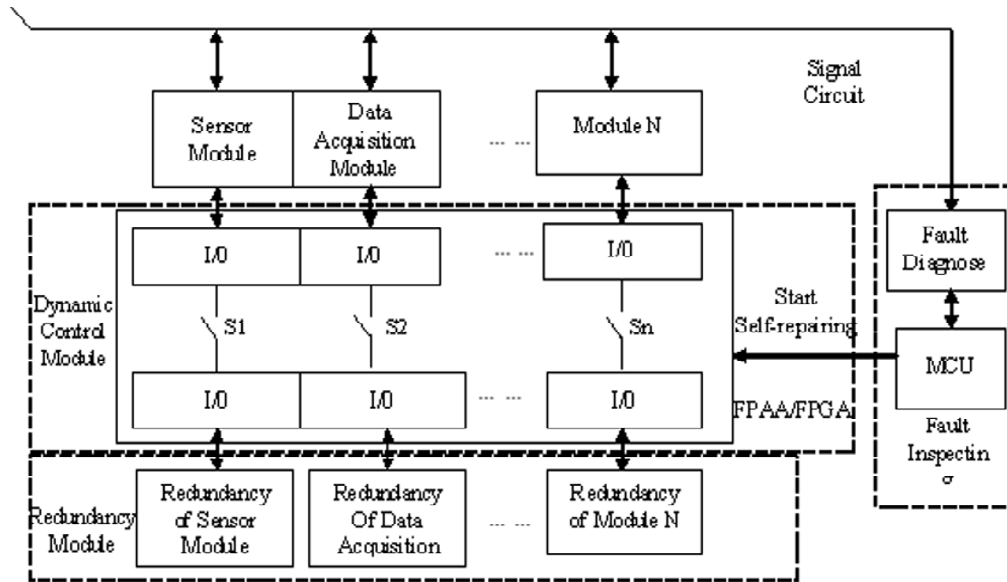 Signal
Circuit
Sensor
Module
Data
Acquisition
Module
... ...
Module N
Dynamic
Control
Module
I/0
I/0
... ...
I/0
S1
S2
Sn
I/0
I/0
... ...
I/0
Start
Self-repairing
FPAA/FPGA
Fault
Diagnose
MCU
Fault
Inspectin
Redundancy
Module
Redundancy
of Sensor
Module
Redundancy
Of Data
Acquisition
... ...
Redundancy
of Module N